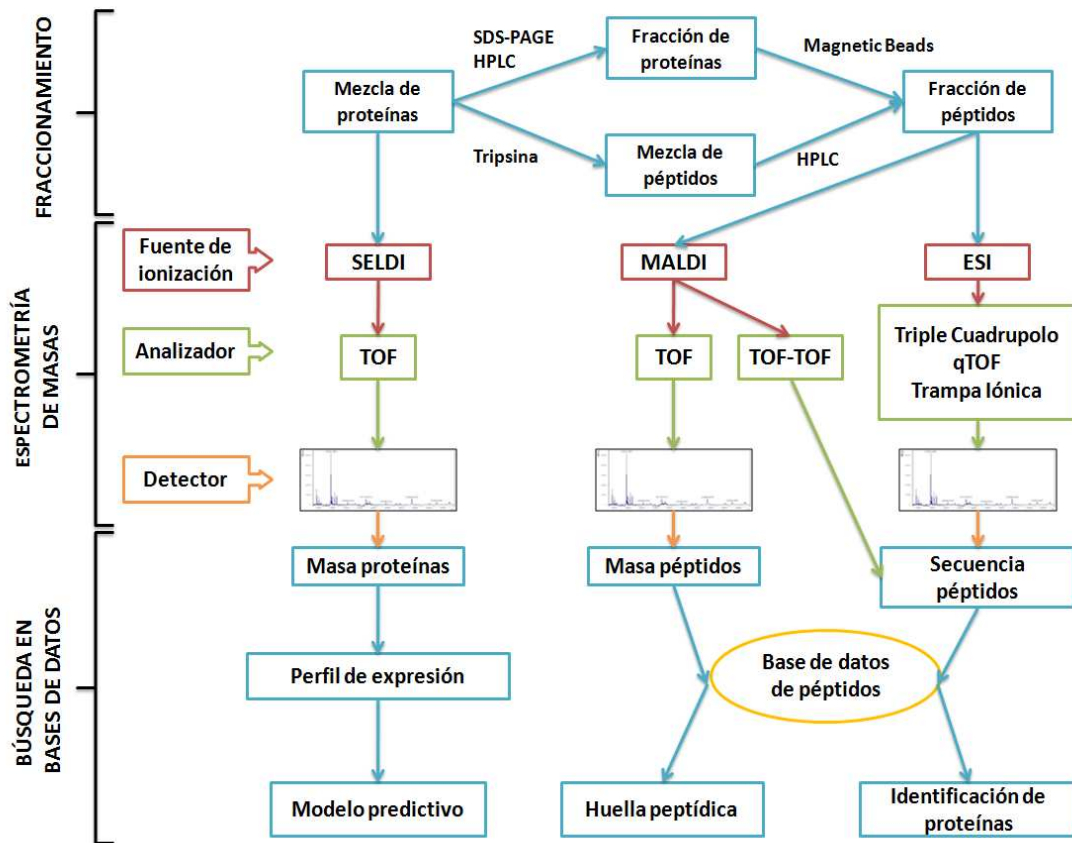 FRACCIONAMIENTO
SDS-PAGE
HPLC
Fracción de
proteínas
Magnetic Beads
Mezcla de
proteínas
Fracción de
péptidos
Tripsina
Mezcla de
péptidos
HPLC
ESPECTROMETRÍA
DE MASAS
Fuente de
ionización
SELDI
MALDI
ESI
Analizador
TOF
TOF
TOF-TOF
Triple Cuadrupolo
qTOF
Trampa Iónica
Detector
BÚSQUEDA EN
BASES DE DATOS
Masa proteínas
Masa péptidos
Secuencia
péptidos
Perfil de expresión
Base de datos
de péptidos
Modelo predictivo
Huella peptídica
Identificación de
proteínas